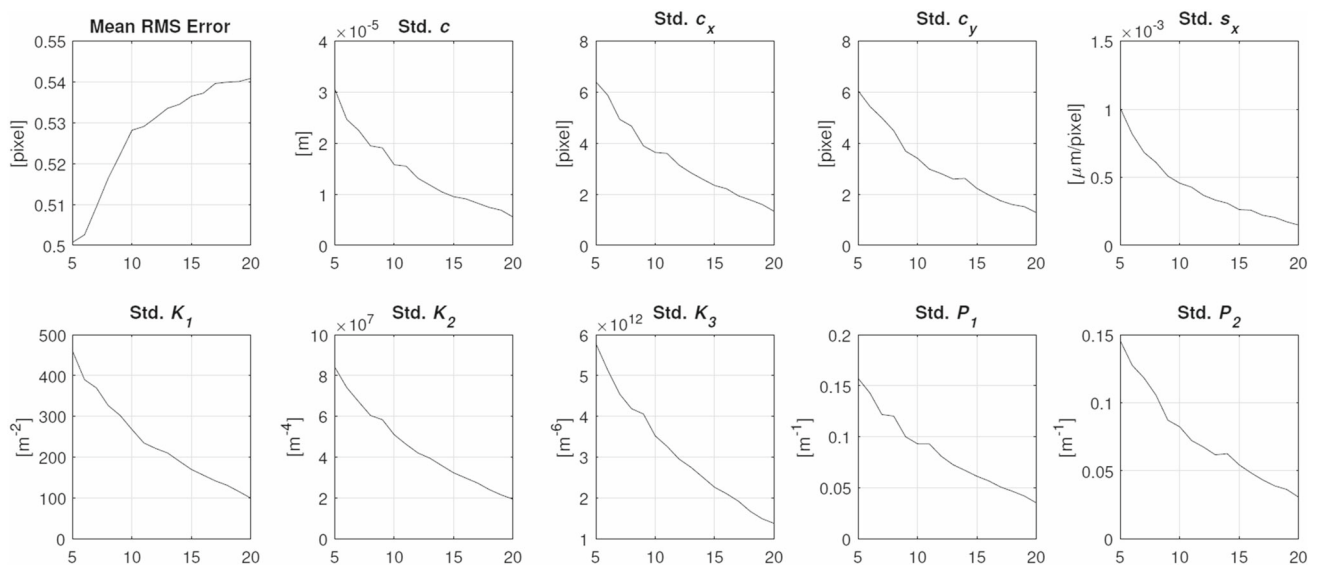 Mean RMS Error
0.55
0.54
0.53
0.52
0.51
0.5
[pixel]
5 10 15 20
×10⁻⁵
Std. c
4
3
2
1
0
[m]
5 10 15 20
Std. cₓ
8
6
4
2
0
[pixel]
5 10 15 20
Std. c_y
8
6
4
2
0
[pixel]
5 10 15 20
×10⁻³
Std. sₓ
1.5
1
0.5
0
[μm/pixel]
5 10 15 20
Std. K₁
500
400
300
200
100
0
[m⁻²]
5 10 15 20
×10⁷
Std. K₂
10
8
6
4
2
0
[m⁻⁴]
5 10 15 20
×10¹²
Std. K₃
6
5
4
3
2
1
[m⁻⁶]
5 10 15 20
Std. P₁
0.2
0.15
0.1
0.05
0
[m⁻¹]
5 10 15 20
Std. P₂
0.15
0.1
0.05
0
[m⁻¹]
5 10 15 20